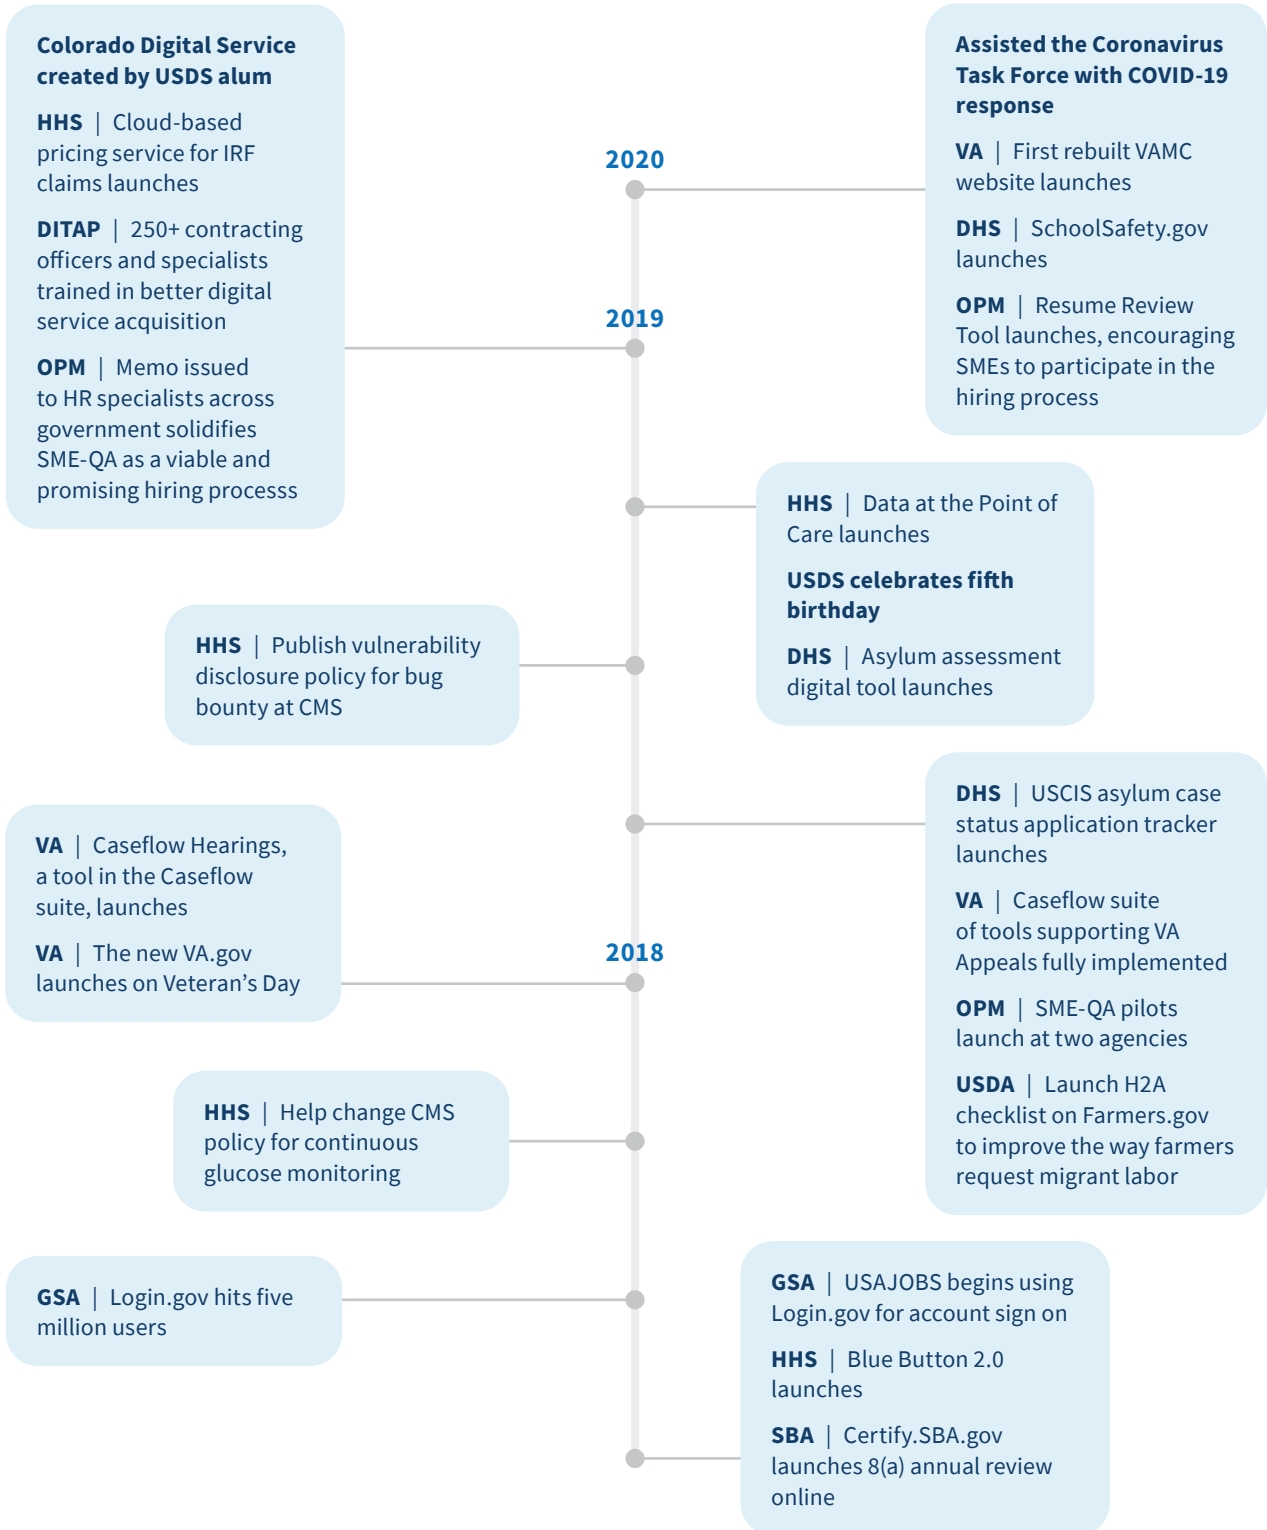 Colorado Digital Service
created by USDS alum
HHS | Cloud-based
pricing service for IRF
claims launches
DITAP | 250+ contracting
officers and specialists
trained in better digital
service acquisition
OPM | Memo issued
to HR specialists across
government solidifies
SME-QA as a viable and
promising hiring processs
Assisted the Coronavirus
Task Force with COVID-19
response
VA | First rebuilt VAMC
website launches
DHS | SchoolSafety.gov
launches
OPM | Resume Review
Tool launches, encouraging
SMEs to participate in the
hiring process
2020
2019
HHS | Data at the Point of
Care launches
USDS celebrates fifth
birthday
DHS | Asylum assessment
digital tool launches
HHS | Publish vulnerability
disclosure policy for bug
bounty at CMS
DHS | USCIS asylum case
status application tracker
launches
VA | Caseflow suite
of tools supporting VA
Appeals fully implemented
OPM | SME-QA pilots
launch at two agencies
USDA | Launch H2A
checklist on Farmers.gov
to improve the way farmers
request migrant labor
VA | Caseflow Hearings,
a tool in the Caseflow
suite, launches
VA | The new VA.gov
launches on Veteran’s Day
2018
HHS | Help change CMS
policy for continuous
glucose monitoring
GSA | Login.gov hits five
million users
GSA | USAJOBS begins using
Login.gov for account sign on
HHS | Blue Button 2.0
launches
SBA | Certify.SBA.gov
launches 8(a) annual review
online